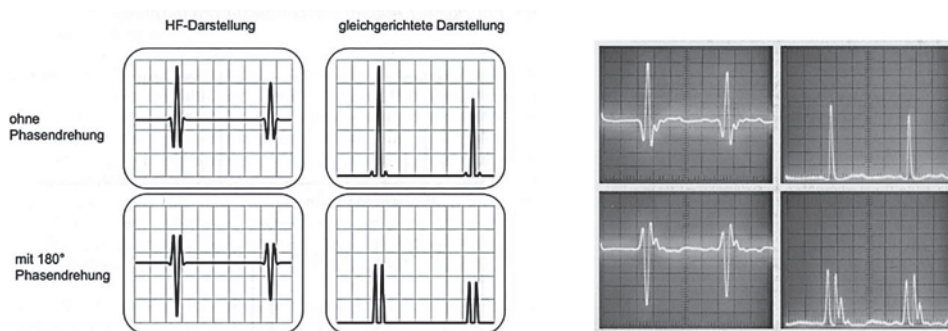 HF-Darstellung
gleichgerichtete Darstellung
ohne
Phasendrehung
mit 180°
Phasendrehung